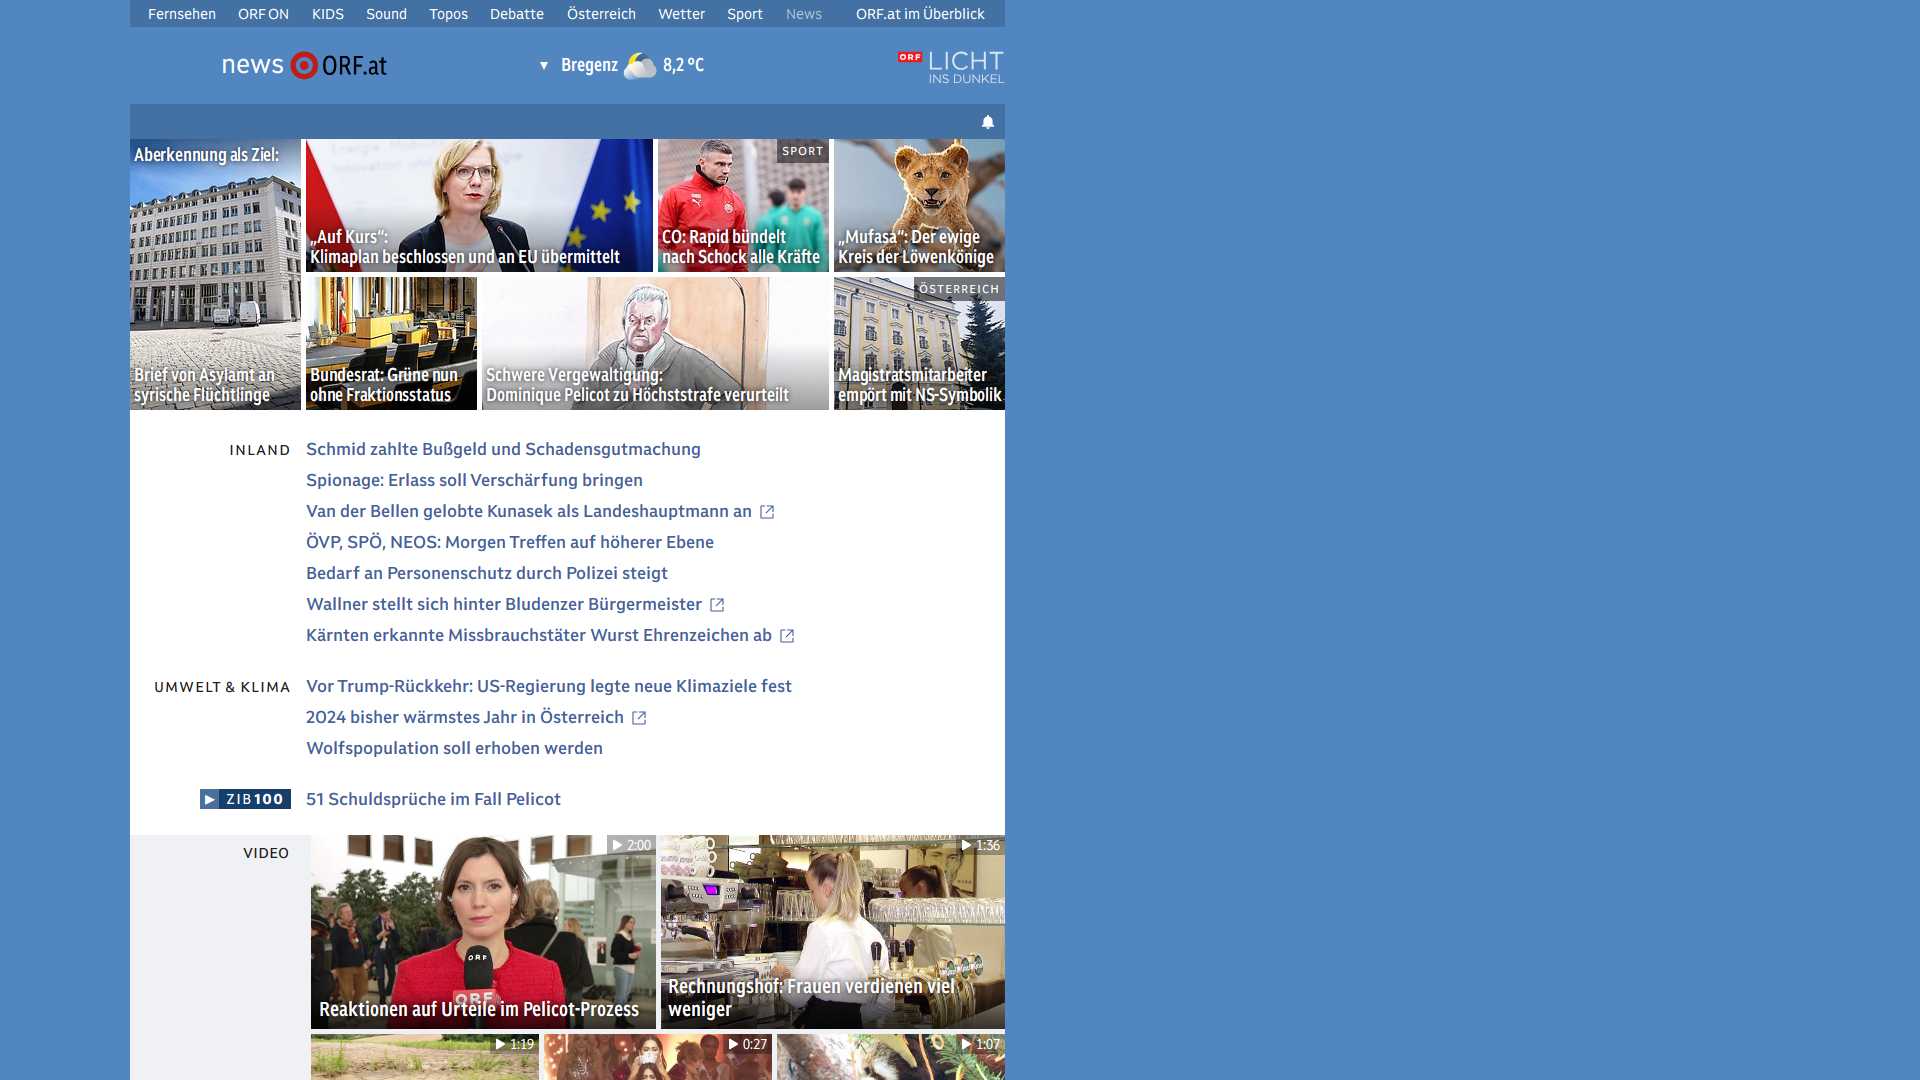 Fernsehen ORF ON KIDS Sound Topos Debatte Österreich Wetter Sport News ORF.at im Überblick
news ORF.at
Bregenz 8,2 °C
ORF LICHT
INS DUNKEL
Aberkennung als Ziel:
Brief von Asylamt an
syrische Flüchtlinge
„Auf Kurs“:
Klimaplan beschlossen und an EU übermittelt
SPORT
CO: Rapid bündelt
nach Schock alle Kräfte
„Mufasa“: Der ewige
Kreis der Löwenkönige
Bundesrat: Grüne nun
ohne Fraktionsstatus
Schwere Vergewaltigung:
Dominique Pelicot zu Höchststrafe verurteilt
ÖSTERREICH
Magistratsmitarbeiter
empört mit NS-Symbolik
INLAND
Schmid zahlte Bußgeld und Schadensgutmachung
Spionage: Erlass soll Verschärfung bringen
Van der Bellen gelobte Kunasek als Landeshauptmann an
ÖVP, SPÖ, NEOS: Morgen Treffen auf höherer Ebene
Bedarf an Personenschutz durch Polizei steigt
Wallner stellt sich hinter Bludenzer Bürgermeister
Kärnten erkannte Missbrauchstäter Wurst Ehrenzeichen ab
UMWELT & KLIMA
Vor Trump-Rückkehr: US-Regierung legte neue Klimaziele fest
2024 bisher wärmstes Jahr in Österreich
Wolfspopulation soll erhoben werden
ZIB100
51 Schuldsprüche im Fall Pelicot
VIDEO
2:00
ORF
ORF
Reaktionen auf Urteile im Pelicot-Prozess
1:36
Rechnungshof: Frauen verdienen viel
weniger
1:19
0:27
1:07